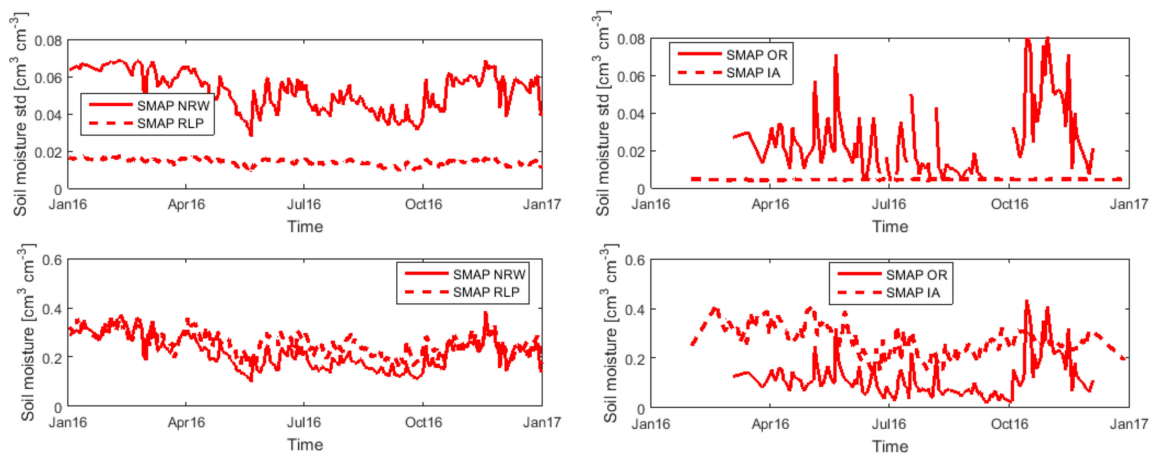 Soil moisture std [cm³ cm⁻³]
0.08
0.06
0.04
0.02
0
SMAP NRW
SMAP RLP
Jan16
Apr16
Jul16
Oct16
Jan17
Time
Soil moisture std [cm³ cm⁻³]
0.08
0.06
0.04
0.02
0
SMAP OR
SMAP IA
Jan16
Apr16
Jul16
Oct16
Jan17
Time
Soil moisture [cm³ cm⁻³]
0.6
0.4
0.2
0
SMAP NRW
SMAP RLP
Jan16
Apr16
Jul16
Oct16
Jan17
Time
Soil moisture [cm³ cm⁻³]
0.6
0.4
0.2
0
SMAP OR
SMAP IA
Jan16
Apr16
Jul16
Oct16
Jan17
Time